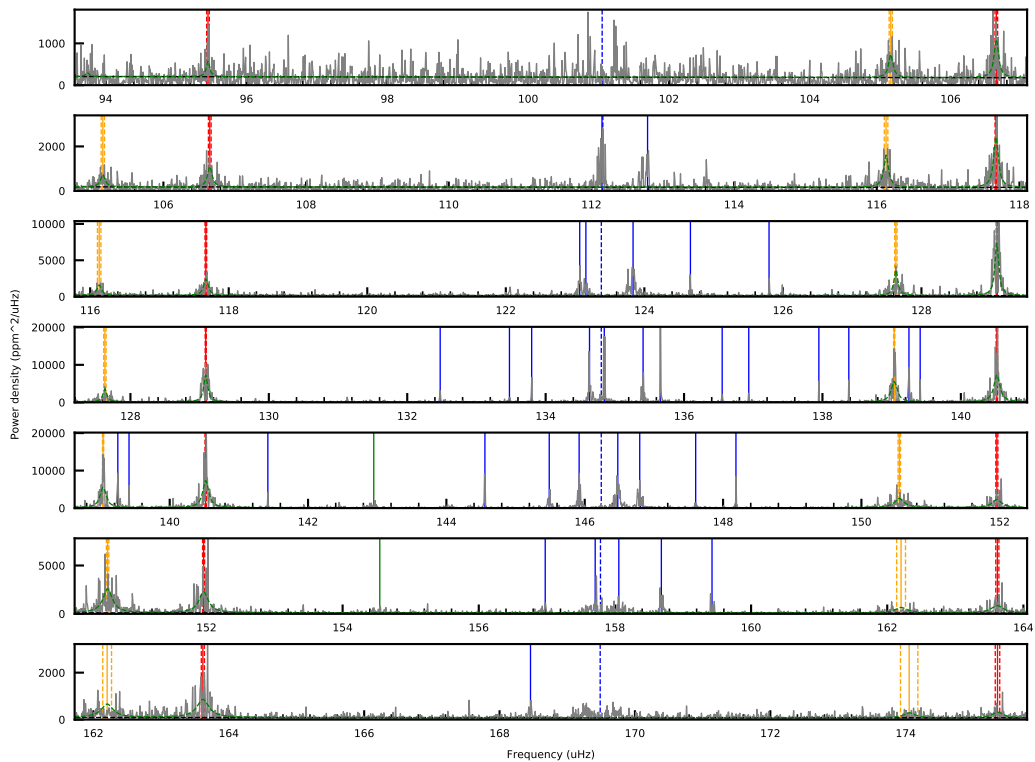 1000
0
94 96 98 100 102 104 106
2000
0
106 108 110 112 114 116 118
10000
5000
0
116 118 120 122 124 126 128
20000
10000
0
128 130 132 134 136 138 140
20000
10000
0
140 142 144 146 148 150 152
5000
0
152 154 156 158 160 162 164
2000
0
162 164 166 168 170 172 174
Power density (ppm^2/uHz)
Frequency (uHz)